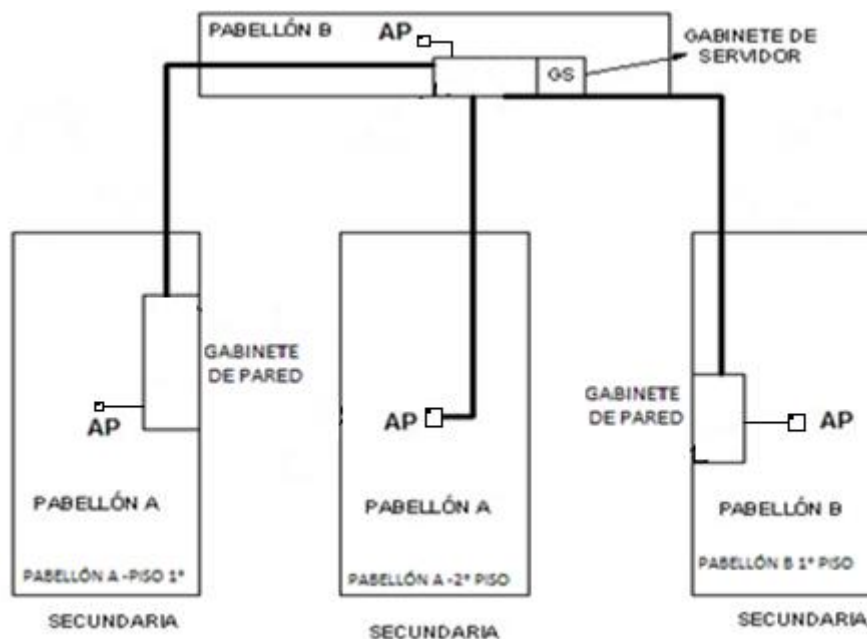 PABELLÓN B
AP
GS
GABINETE DE
SERVIDOR
GABINETE
DE PARED
AP
PABELLÓN A
PABELLÓN A -PISO 1°
SECUNDARIA
AP
PABELLÓN A
PABELLÓN A -2° PISO
SECUNDARIA
GABINETE
DE PARED
AP
PABELLÓN B
PABELLÓN B 1° PISO
SECUNDARIA